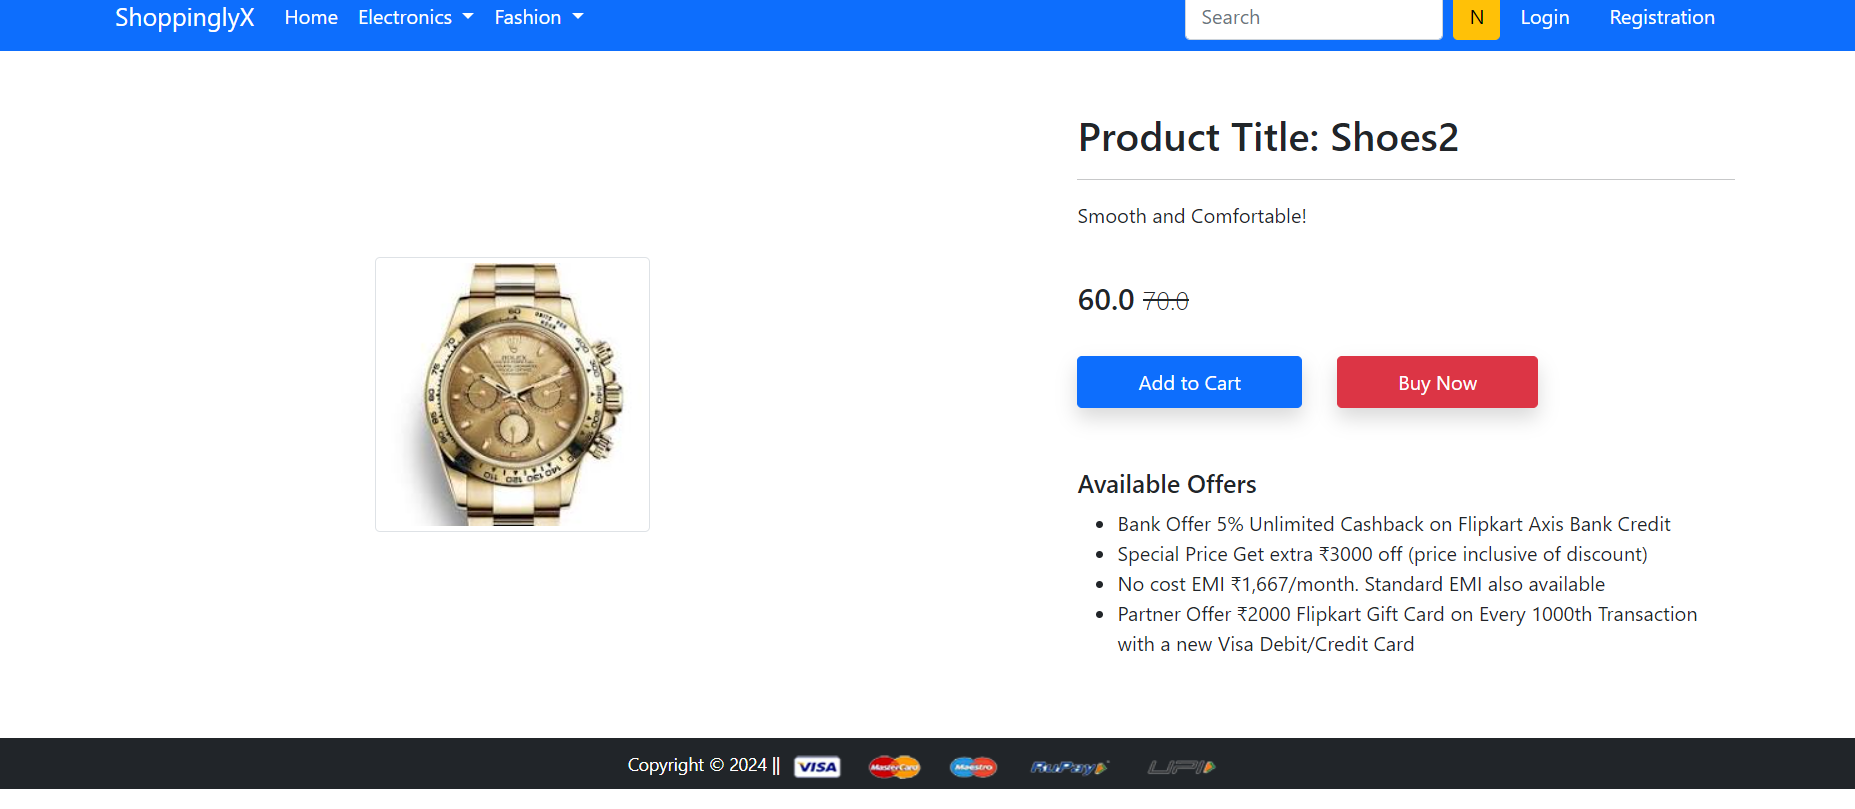 ShoppinglyX Home Electronics Fashion Search N Login Registration
Product Title: Shoes2
Smooth and Comfortable!
60.0 70.0
Add to Cart Buy Now
ROLEX
Available Offers
Bank Offer 5% Unlimited Cashback on Flipkart Axis Bank Credit
Special Price Get extra ₹3000 off (price inclusive of discount)
No cost EMI ₹1,667/month. Standard EMI also available
Partner Offer ₹2000 Flipkart Gift Card on Every 1000th Transaction
with a new Visa Debit/Credit Card
Copyright © 2024 || VISA MasterCard Maestro RuPay UPI